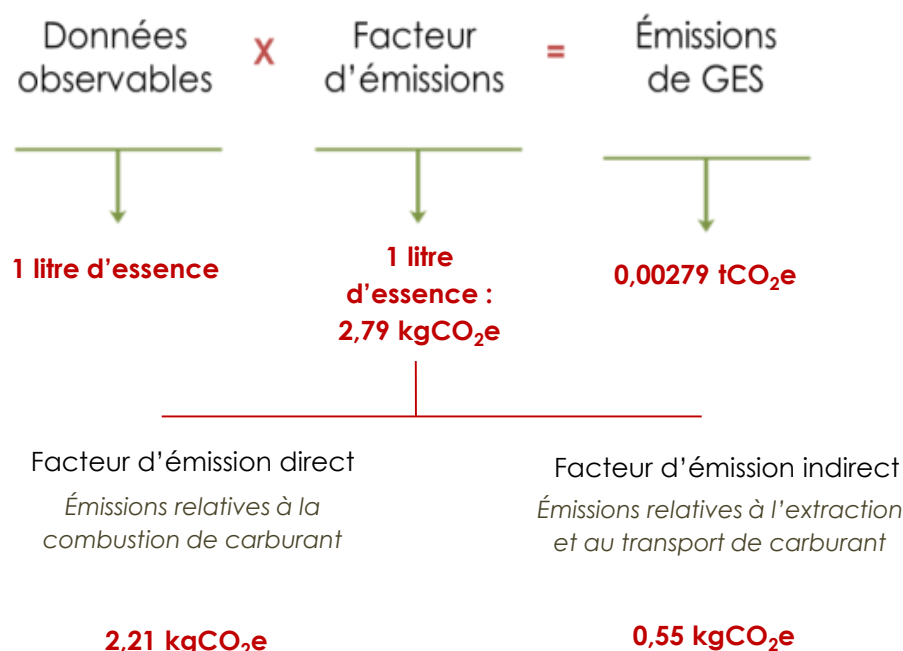 Données
observables
X
Facteur
d’émissions
=
Émissions
de GES
1 litre d’essence
1 litre
d’essence :
2,79 kgCO₂e
0,00279 tCO₂e
Facteur d’émission direct
Émissions relatives à la
combustion de carburant
2,21 kgCO₂e
Facteur d’émission indirect
Émissions relatives à l’extraction
et au transport de carburant
0,55 kgCO₂e